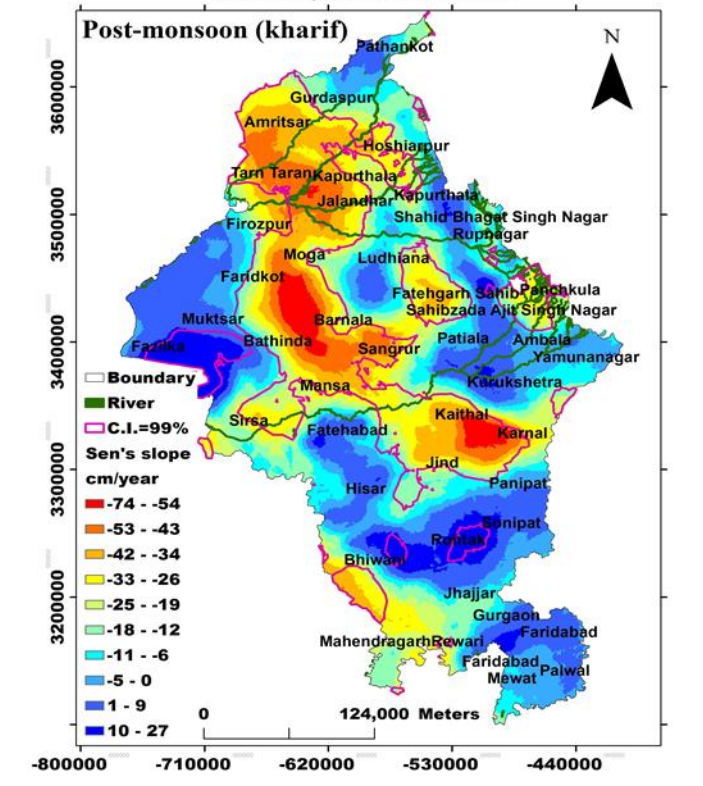 Post-monsoon (kharif)
N
Pathankot
Gurdaspur
Amritsar
Hoshiarpur
Tarn Taran
Kapurthala
Jalandhar
Kapurthala
Shahid Bhagat Singh Nagar
Firozpur
Rupnagar
Moga
Ludhiana
Faridkot
Fatehgarh Sahib
Panchkula
Sahibzada Ajit Singh Nagar
Muktsar
Barnala
Fazilka
Bathinda
Sangrur
Patiala
Ambala
Yamunanagar
Mansa
Kurukshetra
Sirsa
Fatehabad
Kaithal
Karnal
Jind
Hisar
Panipat
Sonipat
Rohtak
Bhiwani
Jhajjar
Gurgaon
Faridabad
Mahendragarh
Rewari
Faridabad
Mewat
Palwal
Boundary
River
C.I.=99%
Sen's slope
cm/year
-74 - -54
-53 - -43
-42 - -34
-33 - -26
-25 - -19
-18 - -12
-11 - -6
-5 - 0
1 - 9
10 - 27
0
124,000 Meters
3600000
3500000
3400000
3300000
3200000
-800000
-710000
-620000
-530000
-440000